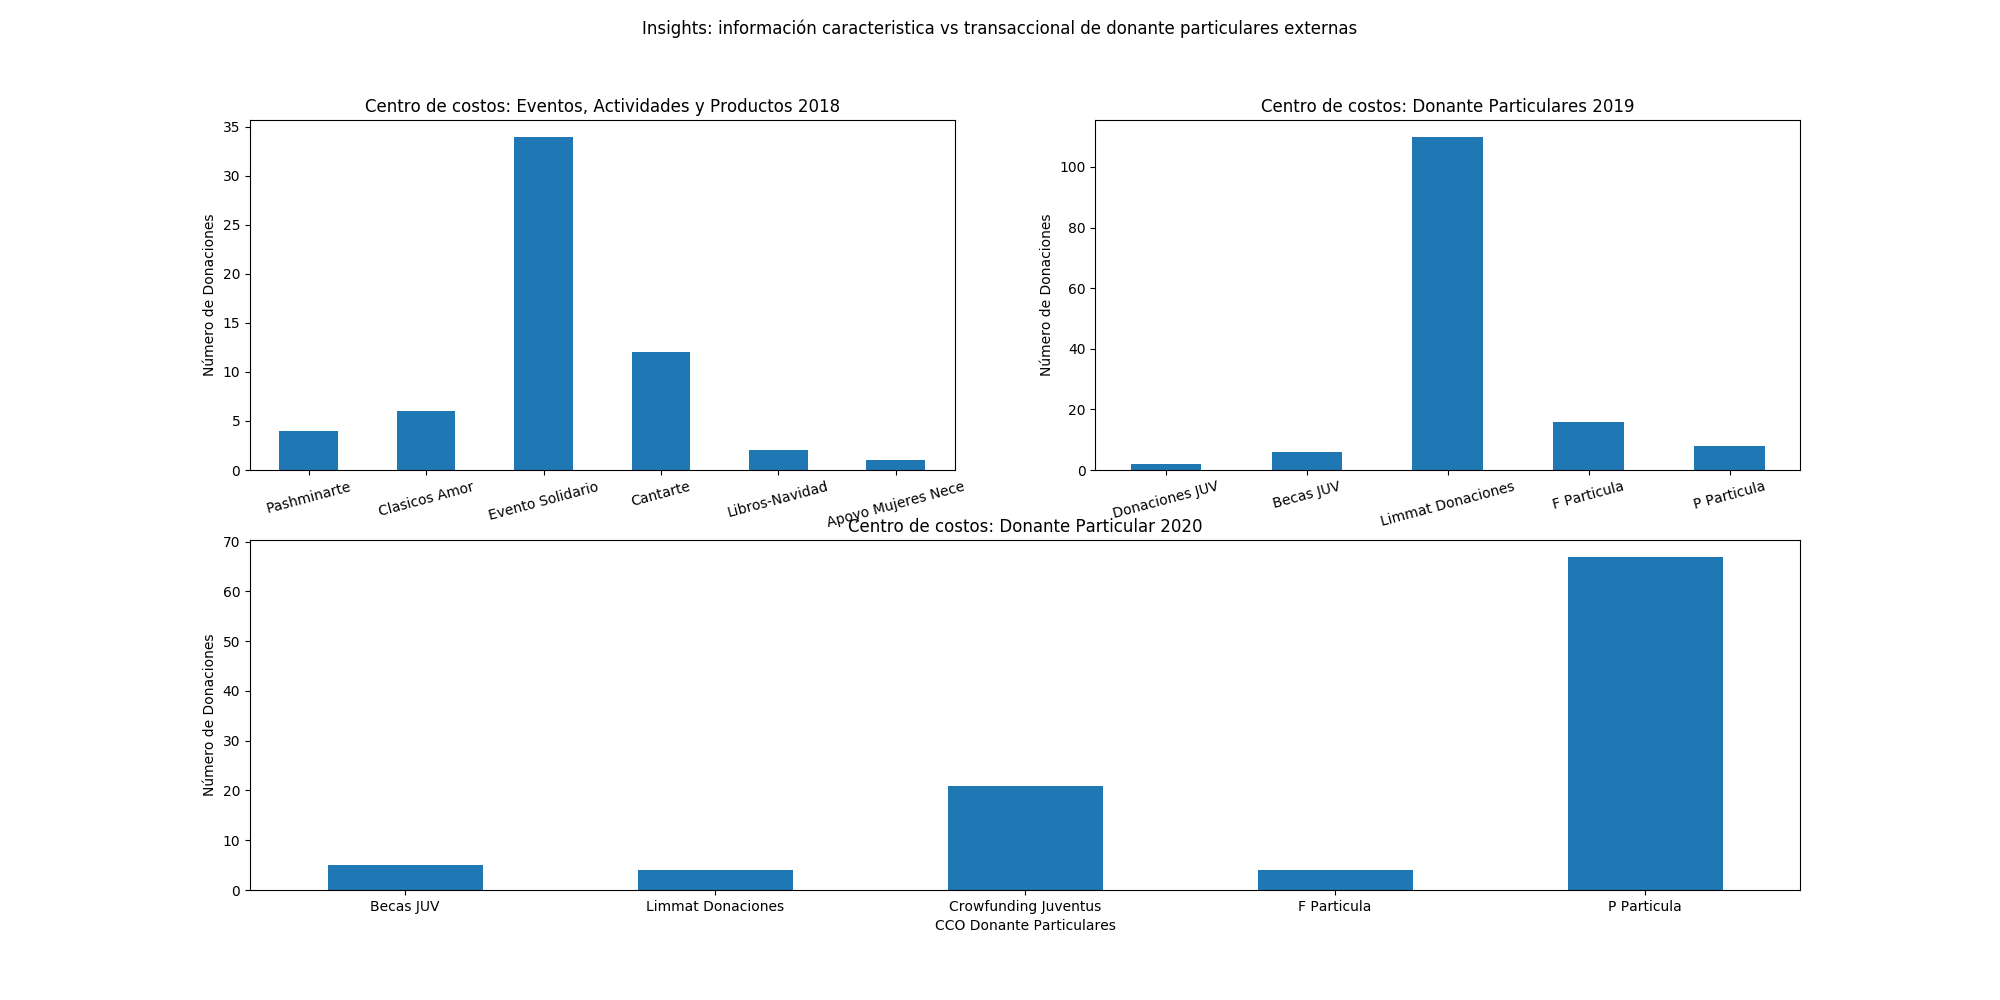 Insights: información caracteristica vs transaccional de donante particulares externas
Centro de costos: Eventos, Actividades y Productos 2018
Número de Donaciones
35
30
25
20
15
10
5
0
Pashminarte
Clasicos Amor
Evento Solidario
Cantarte
Libros-Navidad
Apoyo Mujeres Nece
Centro de costos: Donante Particulares 2019
Número de Donaciones
100
80
60
40
20
0
Donaciones JUV
Becas JUV
Limmat Donaciones
F Particula
P Particula
Centro de costos: Donante Particular 2020
Número de Donaciones
70
60
50
40
30
20
10
0
Becas JUV
Limmat Donaciones
Crowfunding Juventus
F Particula
P Particula
CCO Donante Particulares